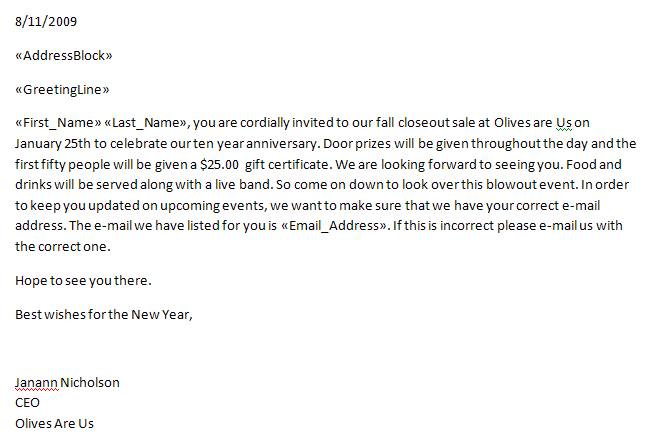 8/11/2009
«AddressBlock»
«GreetingLine»
«First_Name» «Last_Name», you are cordially invited to our fall closeout sale at Olives are Us on
January 25th to celebrate our ten year anniversary. Door prizes will be given throughout the day and the
first fifty people will be given a $25.00 gift certificate. We are looking forward to seeing you. Food and
drinks will be served along with a live band. So come on down to look over this blowout event. In order
to keep you updated on upcoming events, we want to make sure that we have your correct e-mail
address. The e-mail we have listed for you is «Email_Address». If this is incorrect please e-mail us with
the correct one.
Hope to see you there.
Best wishes for the New Year,
Janann Nicholson
CEO
Olives Are Us